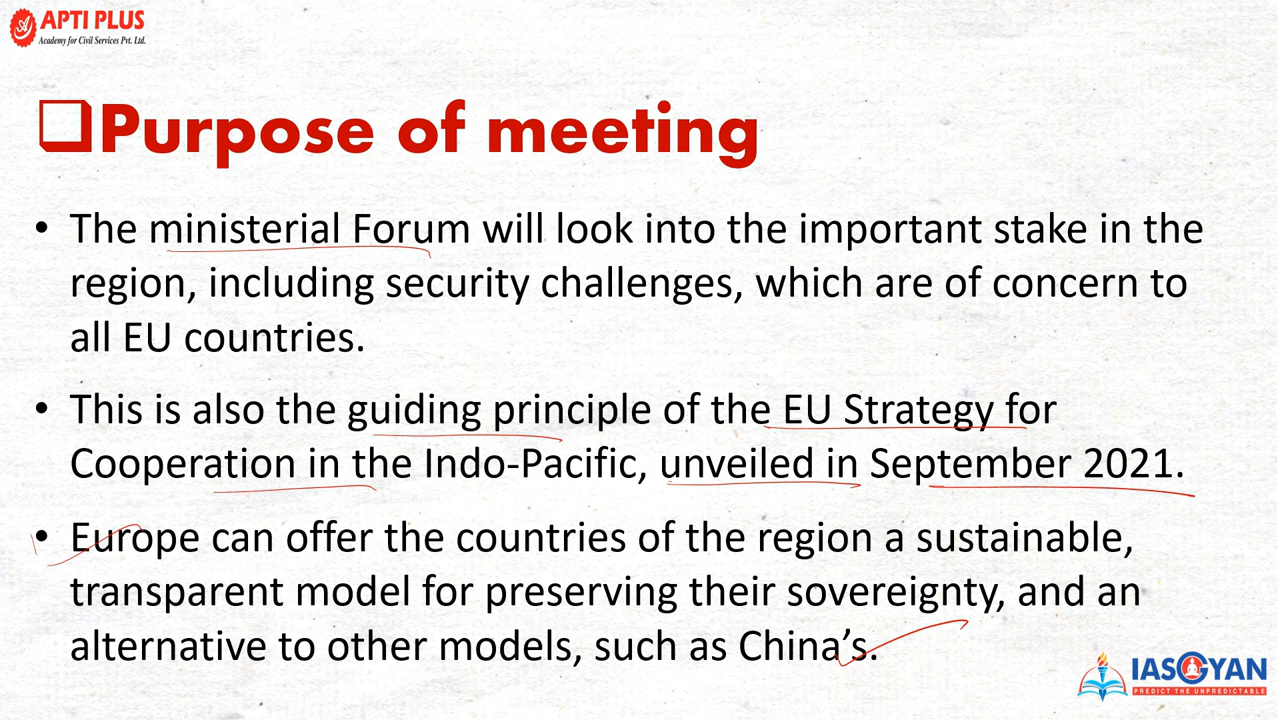 APTI PLUS
Academy for Civil Services Pvt. Ltd.
Purpose of meeting
• The ministerial Forum will look into the important stake in the
region, including security challenges, which are of concern to
all EU countries.
• This is also the guiding principle of the EU Strategy for
Cooperation in the Indo-Pacific, unveiled in September 2021.
• Europe can offer the countries of the region a sustainable,
transparent model for preserving their sovereignty, and an
alternative to other models, such as China’s.
IASGYAN
PREDICT THE UNPREDICTABLE